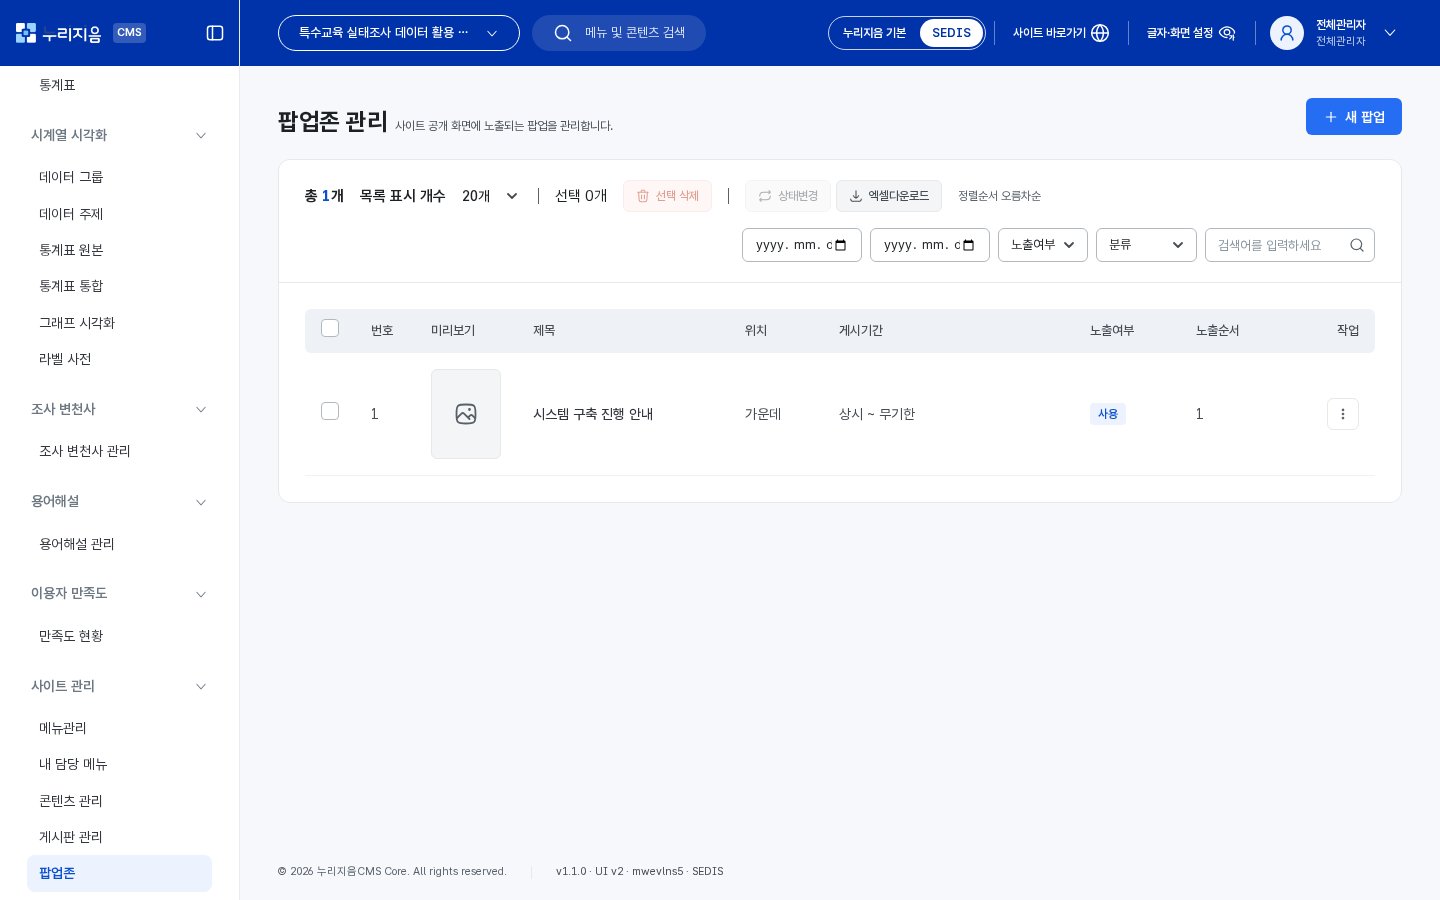 누리지음 CMS
특수교육 실태조사 데이터 활용 ···
메뉴 및 콘텐츠 검색
누리지음 기본
SEDIS
사이트 바로가기
글자·화면 설정
전체관리자
전체관리자
통계표
시계열 시각화
데이터 그룹
데이터 주제
통계표 원본
통계표 통합
그래프 시각화
라벨 사전
조사 변천사
조사 변천사 관리
용어해설
용어해설 관리
이용자 만족도
만족도 현황
사이트 관리
메뉴관리
내 담당 메뉴
콘텐츠 관리
게시판 관리
팝업존
팝업존 관리 사이트 공개 화면에 노출되는 팝업을 관리합니다.
새 팝업
총 1개 목록 표시 개수 20개 선택 0개 선택 삭제 상태변경 엑셀다운로드 정렬순서 오름차순
yyyy. mm. d yyyy. mm. d 노출여부 분류 검색어를 입력하세요
번호 미리보기 제목 위치 게시기간 노출여부 노출순서 작업
1 시스템 구축 진행 안내 가운데 상시 ~ 무기한 사용 1
© 2026 누리지음CMS Core. All rights reserved. v1.1.0 · UI v2 · mwevlns5 · SEDIS